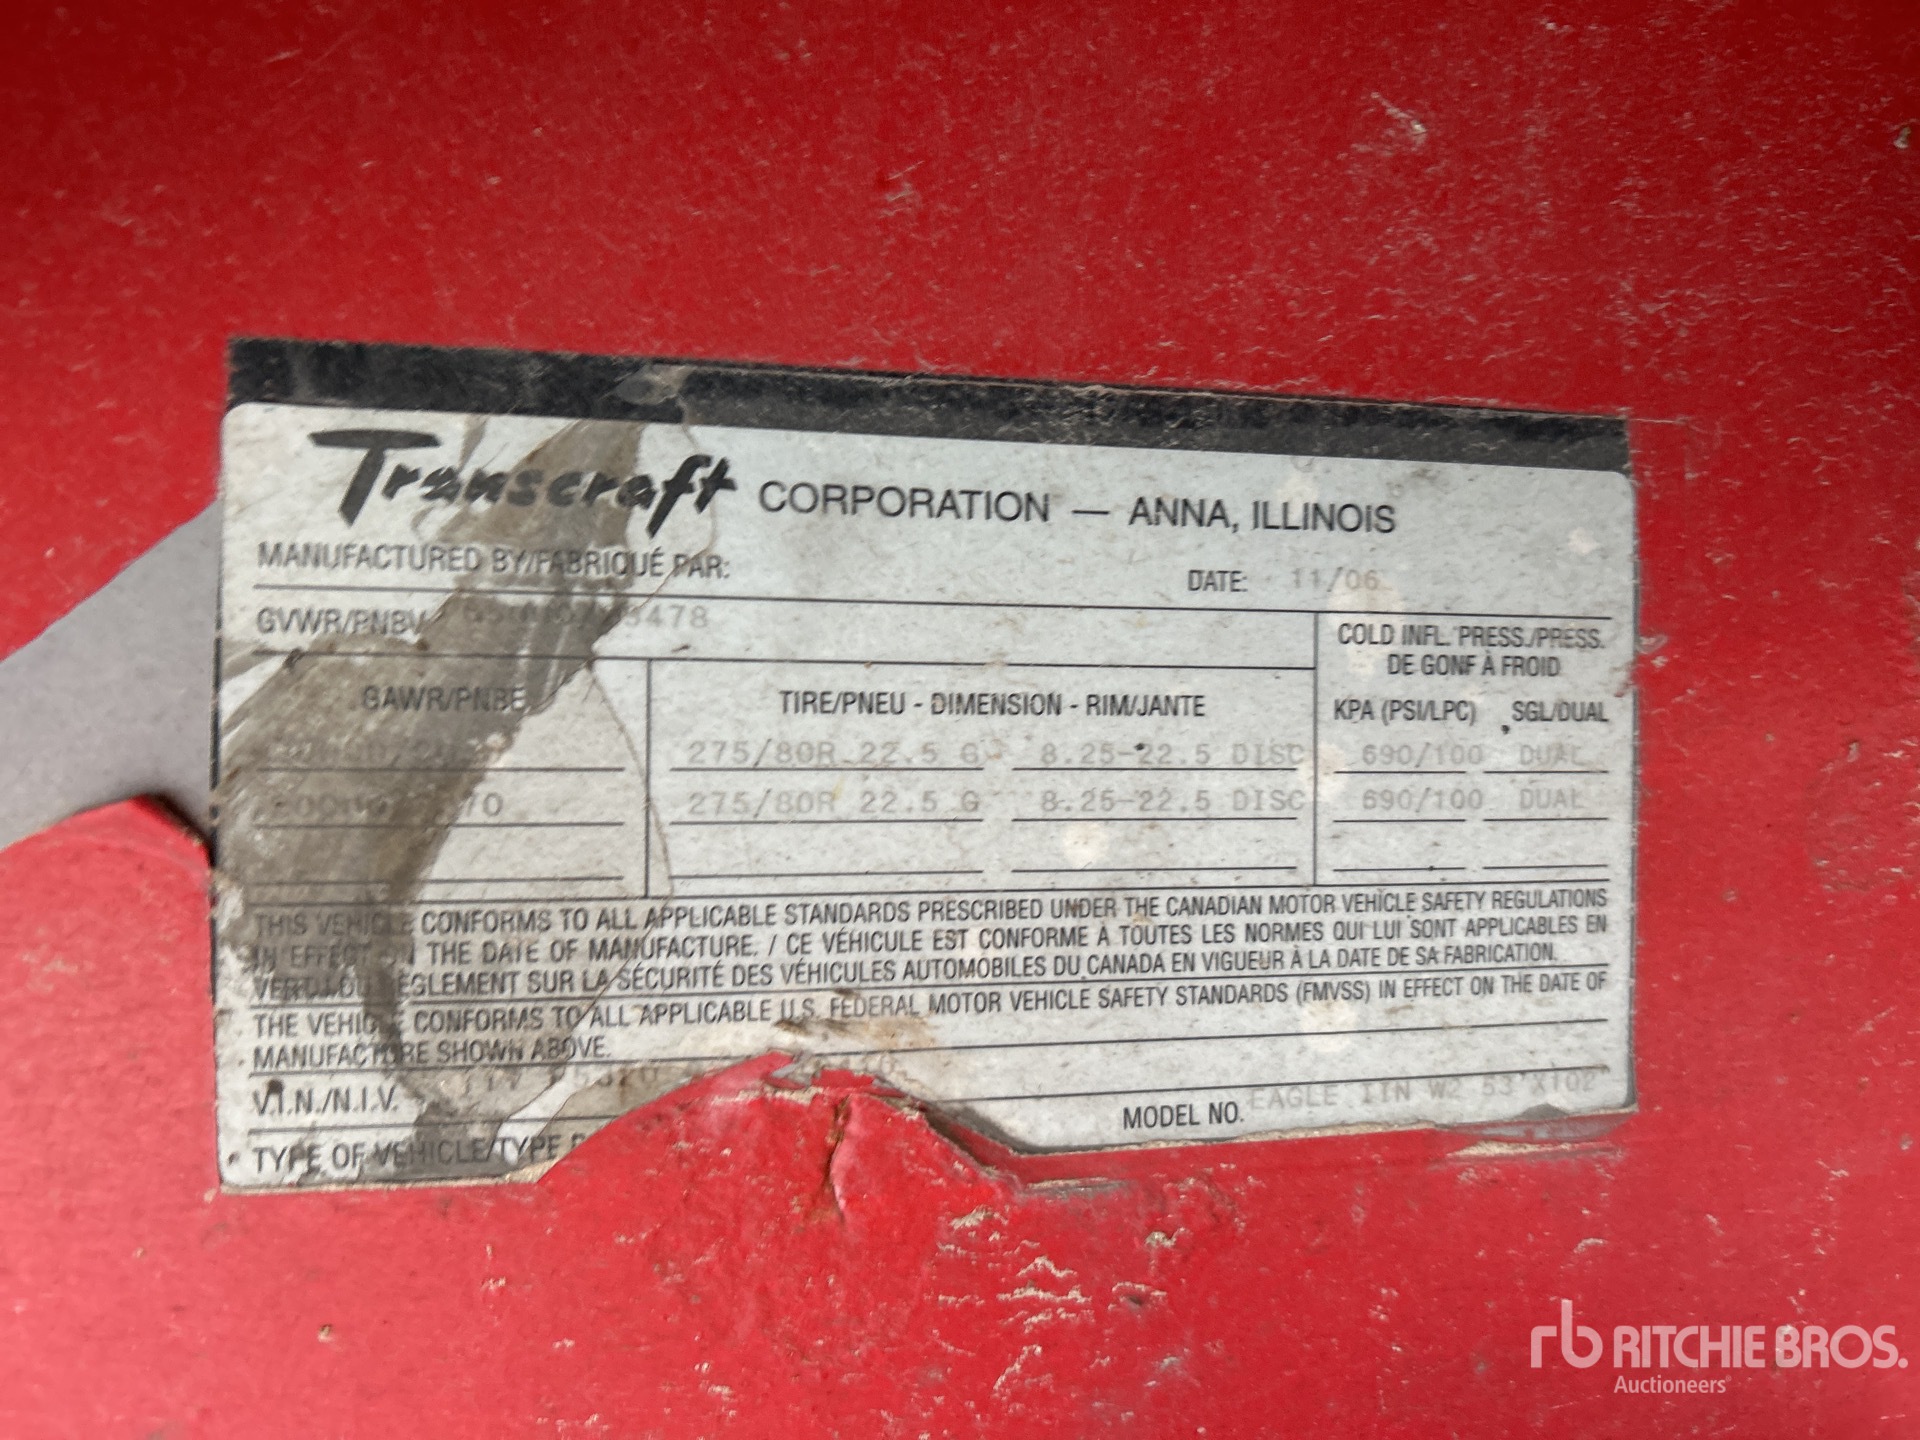 Transcraft CORPORATION — ANNA, ILLINOIS
MANUFACTURED BY/FABRIQUÉ PAR:
DATE: 11/06
GVWR/PNBV
COLD INFL. PRESS./PRESS.
DE GONF À FROID
GAWR/PNBE
TIRE/PNEU - DIMENSION - RIM/JANTE
KPA (PSI/LPC) SGL/DUAL
275/80R 22.5 G 8.25-22.5 DISC 690/100 DUAL
275/80R 22.5 G 8.25-22.5 DISC 690/100 DUAL
THIS VEHICLE CONFORMS TO ALL APPLICABLE STANDARDS PRESCRIBED UNDER THE CANADIAN MOTOR VEHICLE SAFETY REGULATIONS
IN EFFECT ON THE DATE OF MANUFACTURE. / CE VÉHICULE EST CONFORME À TOUTES LES NORMES QUI LUI SONT APPLICABLES EN
VERTU DU RÈGLEMENT SUR LA SÉCURITÉ DES VÉHICULES AUTOMOBILES DU CANADA EN VIGUEUR À LA DATE DE SA FABRICATION.
THE VEHICLE CONFORMS TO ALL APPLICABLE U.S. FEDERAL MOTOR VEHICLE SAFETY STANDARDS (FMVSS) IN EFFECT ON THE DATE OF
MANUFACTURE SHOWN ABOVE.
V.I.N./N.I.V.
MODEL NO. EAGLE IIN W2 53'X102
TYPE OF VEHICLE/TYPE
rb RITCHIE BROS.
Auctioneers